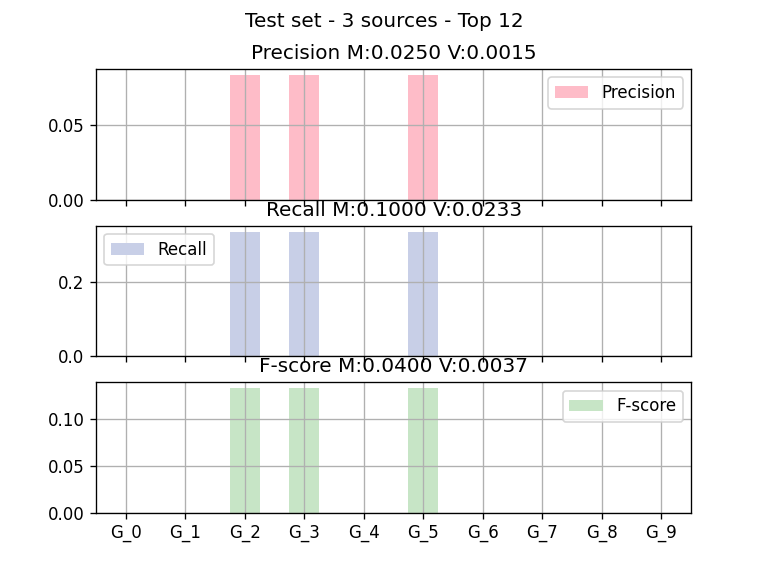 Test set - 3 sources - Top 12
Precision M:0.0250 V:0.0015
Precision
0.05
0.00
Recall M:0.1000 V:0.0233
Recall
0.2
0.0
F-score M:0.0400 V:0.0037
F-score
0.10
0.05
0.00
G_0 G_1 G_2 G_3 G_4 G_5 G_6 G_7 G_8 G_9